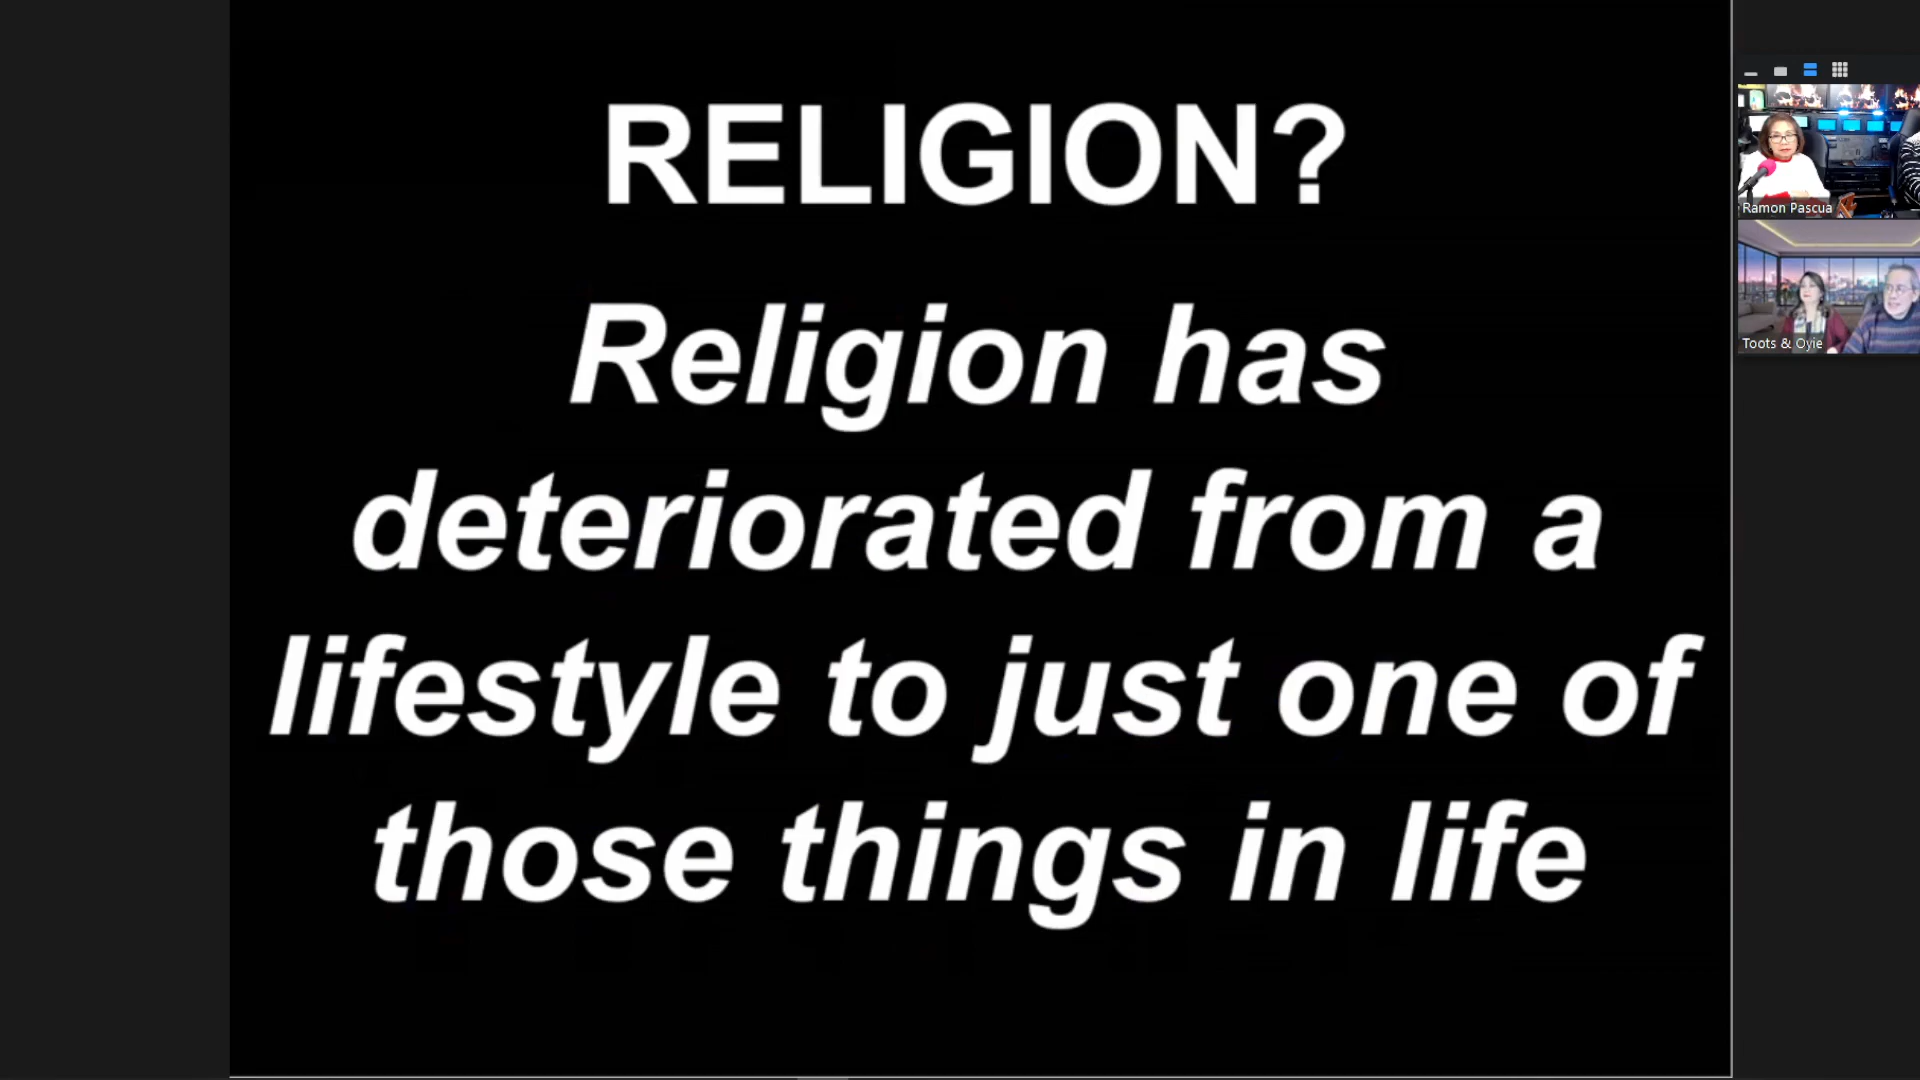 RELIGION?
Religion has
deteriorated from a
lifestyle to just one of
those things in life
Ramon Pascua
Toots & Oyie